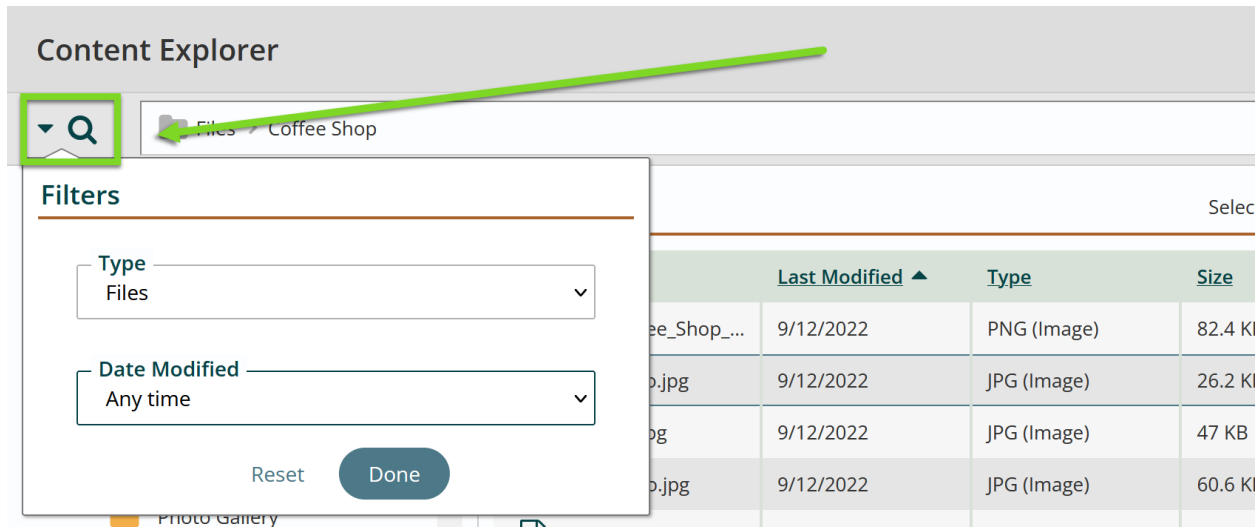 Content Explorer
Files > Coffee Shop
Filters
Selec
Type
Files
Last Modified Type Size
ee_Shop_... 9/12/2022 PNG (Image) 82.4 K
Date Modified
Any time
.jpg 9/12/2022 JPG (Image) 26.2 K
9/12/2022 JPG (Image) 47 KB
Reset Done
.jpg 9/12/2022 JPG (Image) 60.6 K
Photo Gallery